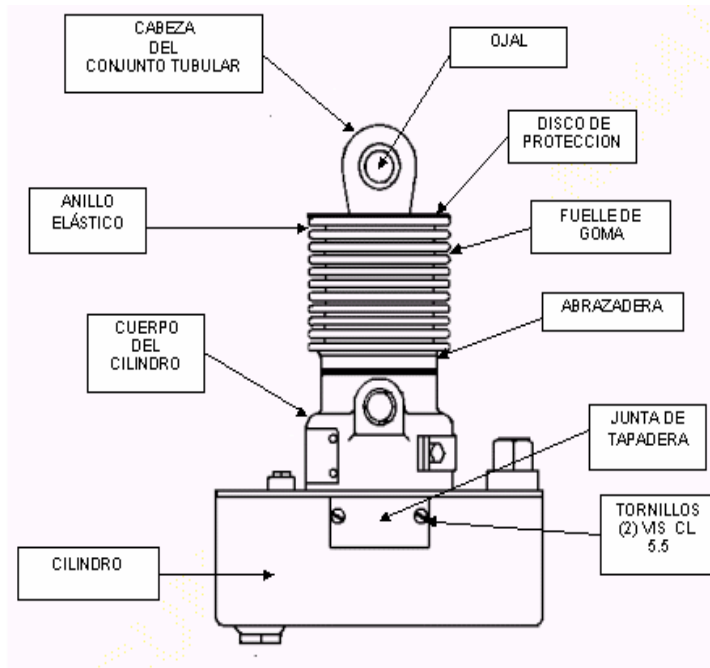 CABEZA
DEL
CONJUNTO TUBULAR
OJAL
DISCO DE
PROTECCION
ANILLO
ELÁSTICO
FUELLE DE
GOMA
ABRAZADERA
CUERPO
DEL
CILINDRO
JUNTA DE
TAPADERA
TORNILLOS
(2) VIS CL
5.5
CILINDRO